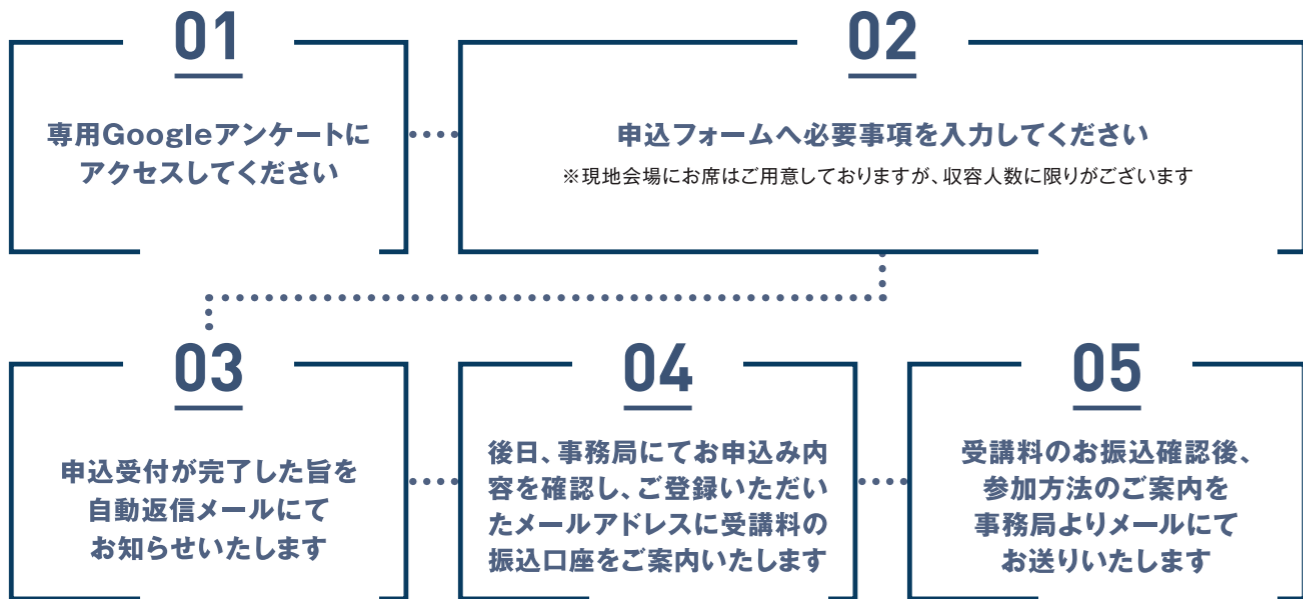 01
専用Googleアンケートに
アクセスしてください
02
申込フォームへ必要事項を入力してください
※現地会場にお席はご用意しておりますが、収容人数に限りがございます
03
申込受付が完了した旨を
自動返信メールにて
お知らせいたします
04
後日、事務局にてお申込み内
容を確認し、ご登録いただい
たメールアドレスに受講料の
振込口座をご案内いたします
05
受講料のお振込確認後、
参加方法のご案内を
事務局よりメールにて
お送りいたします